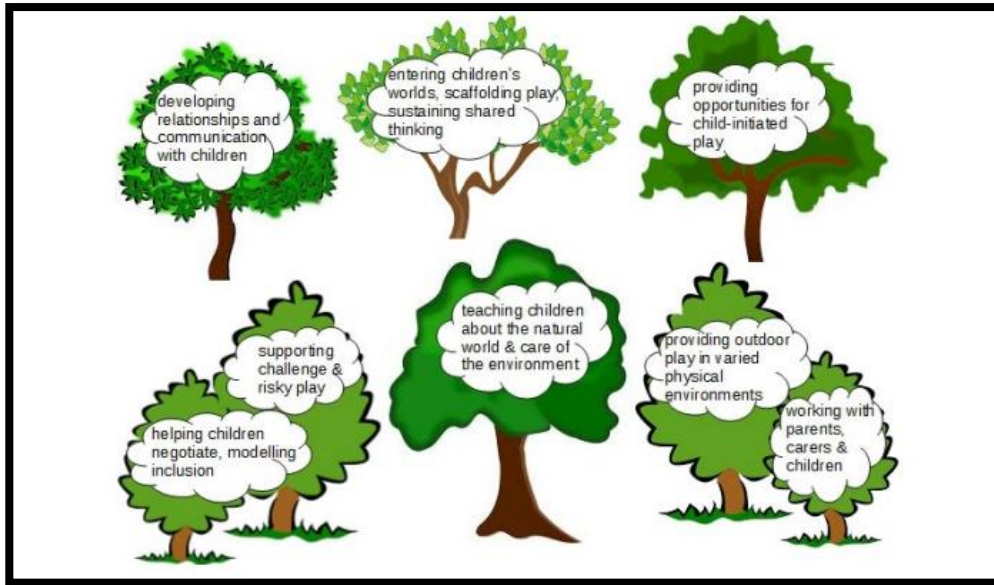 developing
relationships and
communication
with children
entering children's
worlds, scaffolding play,
sustaining shared
thinking
providing
opportunities for
child-initiated
play
supporting
challenge &
risky play
helping children
negotiate, modelling
inclusion
teaching children
about the natural
world & care of
the environment
providing outdoor
play in varied
physical
environments
working with
parents,
carers &
children